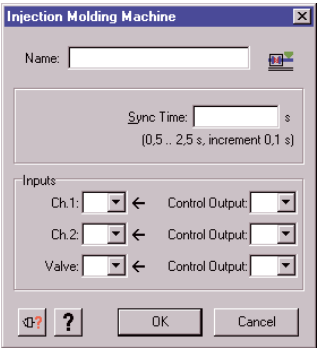 Injection Molding Machine
Name:
Sync Time: s
(0,5 .. 2,5 s, increment 0,1 s)
Inputs
Ch.1: ← Control Output:
Ch.2: ← Control Output:
Valve: ← Control Output:
? ? OK Cancel